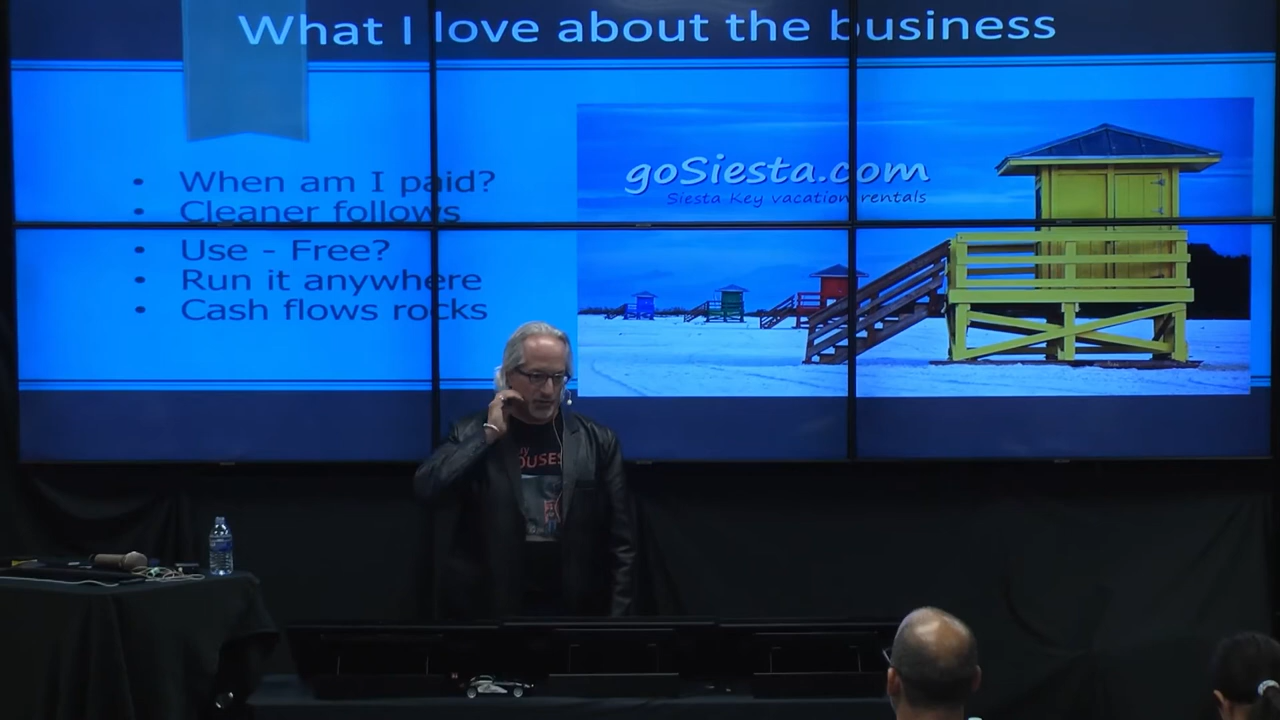 What I love about the business
• When am I paid?
• Cleaner follows
• Use - Free?
• Run it anywhere
• Cash flows rocks
goSiesta.com
Siesta Key vacation rentals